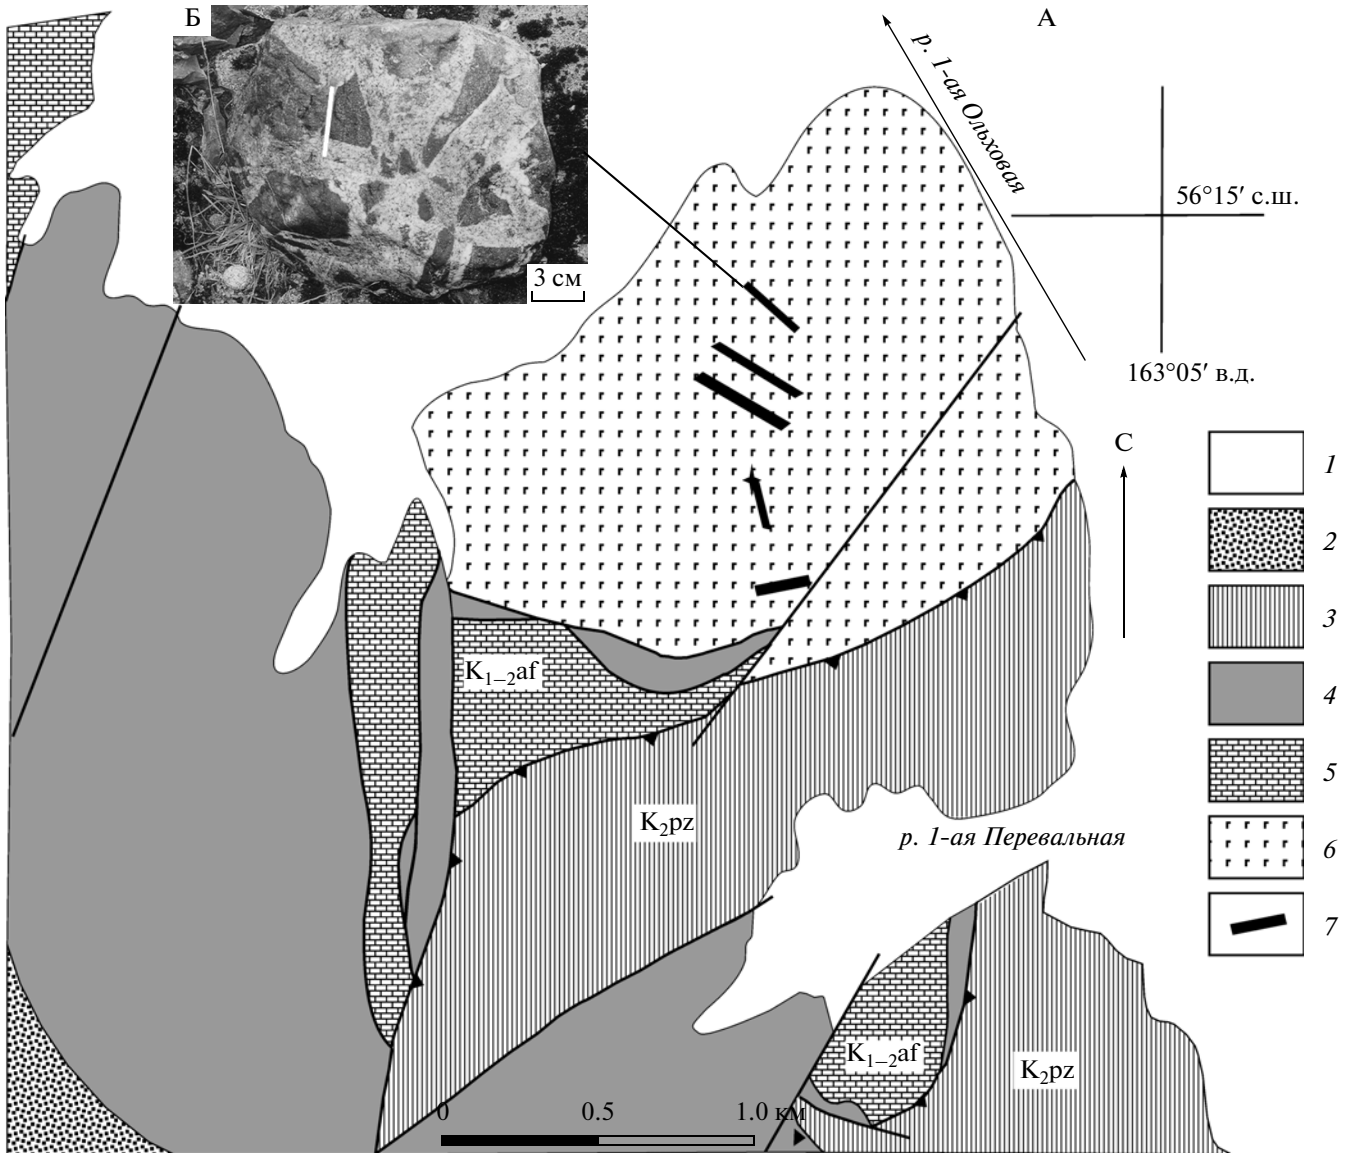 Б
А
3 см
р. 1-ая Ольховая
56°15′ с.ш.
163°05′ в.д.
С
1
2
3
4
5
6
7
K₁₋₂af
K₂pz
р. 1-ая Перевальная
K₁₋₂af
K₂pz
0 0.5 1.0 км